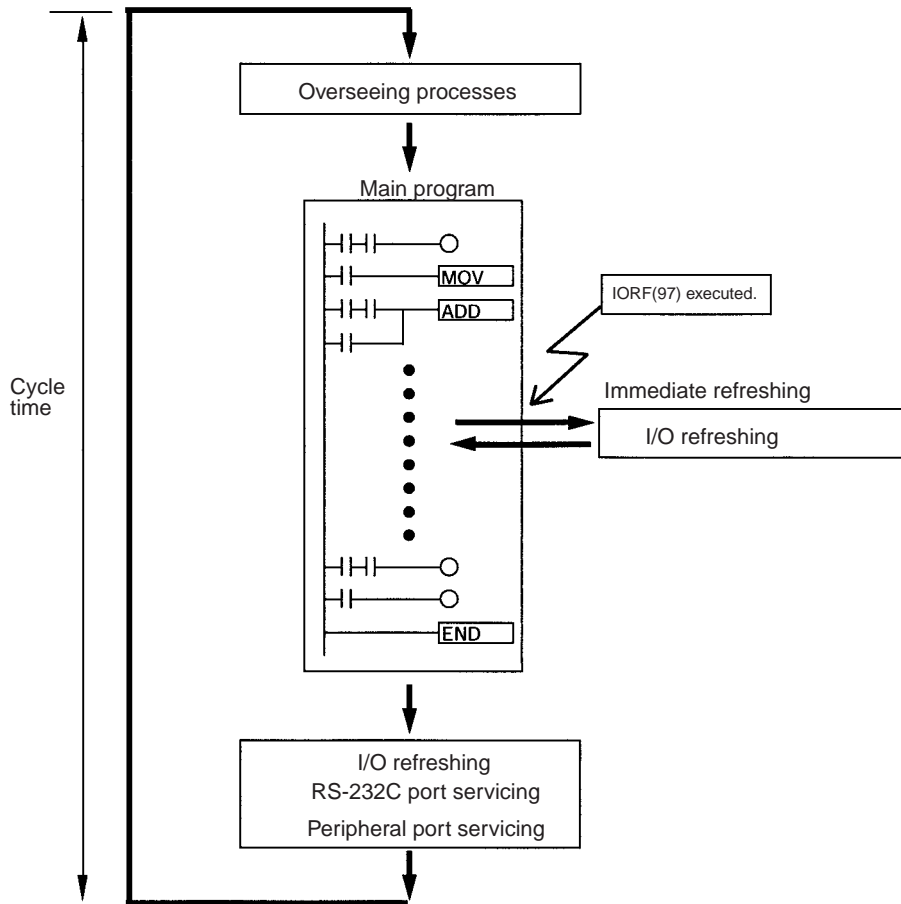 Overseeing processes
Main program
MOV
IORF(97) executed.
ADD
Cycle
time
Immediate refreshing
I/O refreshing
END
I/O refreshing
RS-232C port servicing
Peripheral port servicing